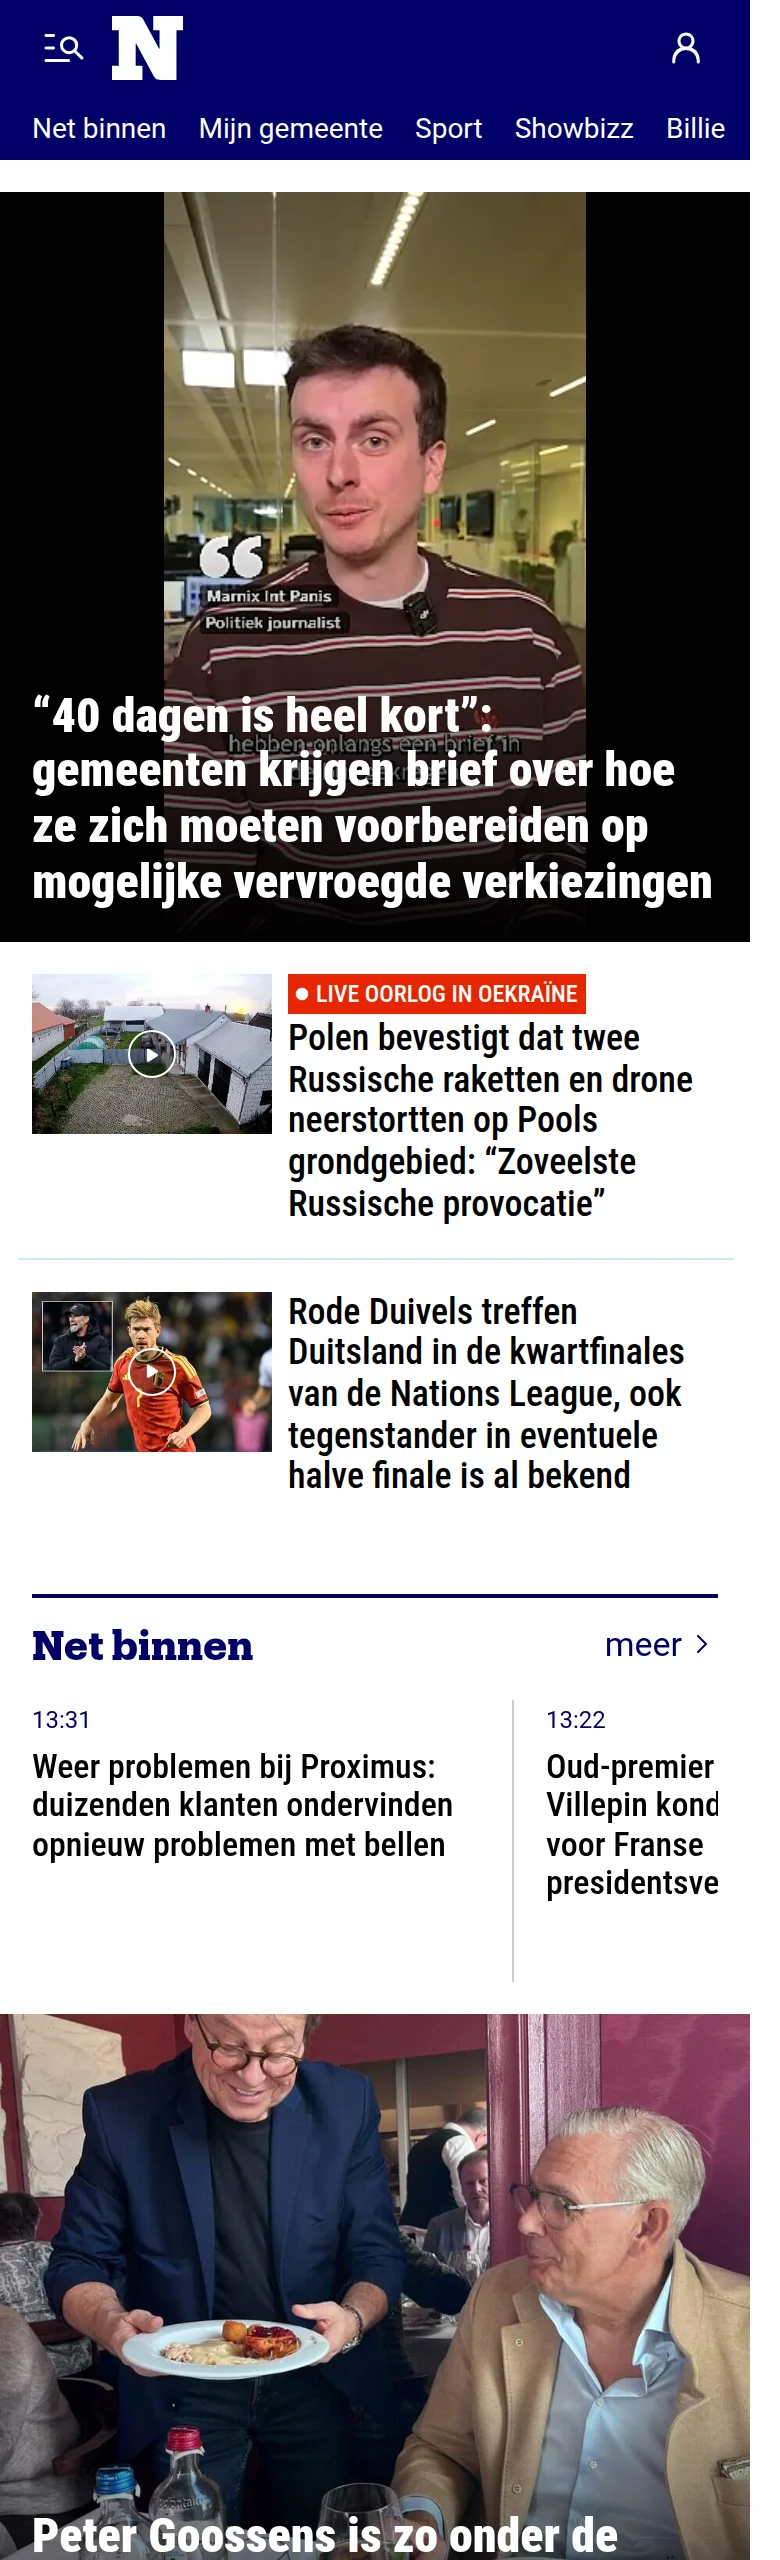 N
Net binnen Mijn gemeente Sport Showbizz Billie
Marnix Int Panis
Politiek journalist
hebben onlangs een brief in
“40 dagen is heel kort”:
gemeenten krijgen brief over hoe
ze zich moeten voorbereiden op
mogelijke vervroegde verkiezingen
LIVE OORLOG IN OEKRAÏNE
Polen bevestigt dat twee
Russische raketten en drone
neerstortten op Pools
grondgebied: “Zoveelste
Russische provocatie”
Rode Duivels treffen
Duitsland in de kwartfinales
van de Nations League, ook
tegenstander in eventuele
halve finale is al bekend
Net binnen
meer
13:31
Weer problemen bij Proximus:
duizenden klanten ondervinden
opnieuw problemen met bellen
13:22
Oud-premier
Villepin kond
voor Franse
presidentsve
Peter Goossens is zo onder de